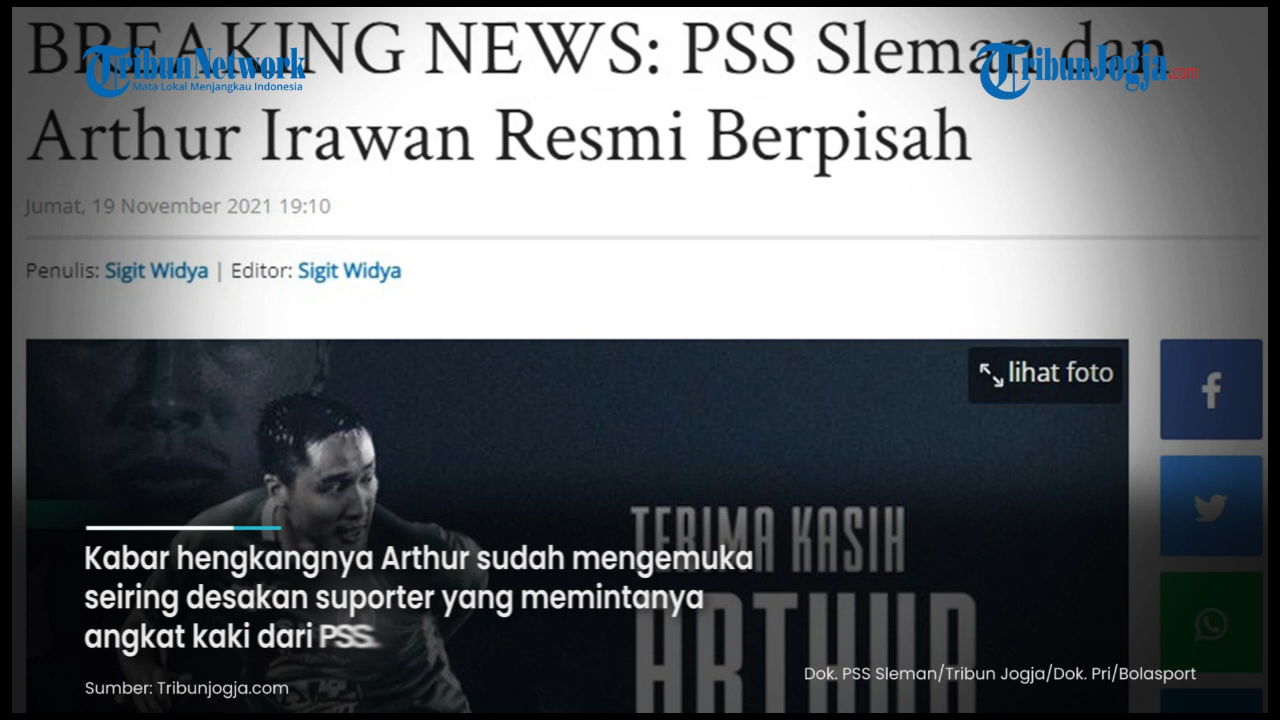 BREAKING NEWS: PSS Sleman dan
TribunNetwork
Mata Lokal Menjangkau Indonesia
TribunJogja.com
Arthur Irawan Resmi Berpisah
Jumat, 19 November 2021 19:10
Penulis: Sigit Widya | Editor: Sigit Widya
lihat foto
TERIMA KASIH
ARTHUR
Kabar hengkangnya Arthur sudah mengemuka
seiring desakan suporter yang memintanya
angkat kaki dari PSS.
Dok. PSS Sleman/Tribun Jogja/Dok. Pri/Bolasport
Sumber: Tribunjogja.com